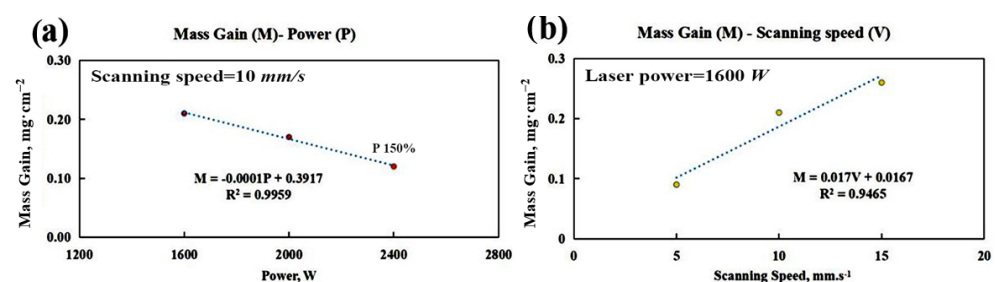 (a)
Mass Gain (M)- Power (P)
Mass Gain, mg·cm⁻²
0.30
0.20
0.10
0.00
Scanning speed=10 mm/s
P 150%
M = -0.0001P + 0.3917
R² = 0.9959
1200 1600 2000 2400 2800
Power, W
(b)
Mass Gain (M) - Scanning speed (V)
Mass Gain, mg·cm⁻²
0.3
0.2
0.1
0
Laser power=1600 W
M = 0.017V + 0.0167
R² = 0.9465
0 5 10 15 20
Scanning Speed, mm.s⁻¹